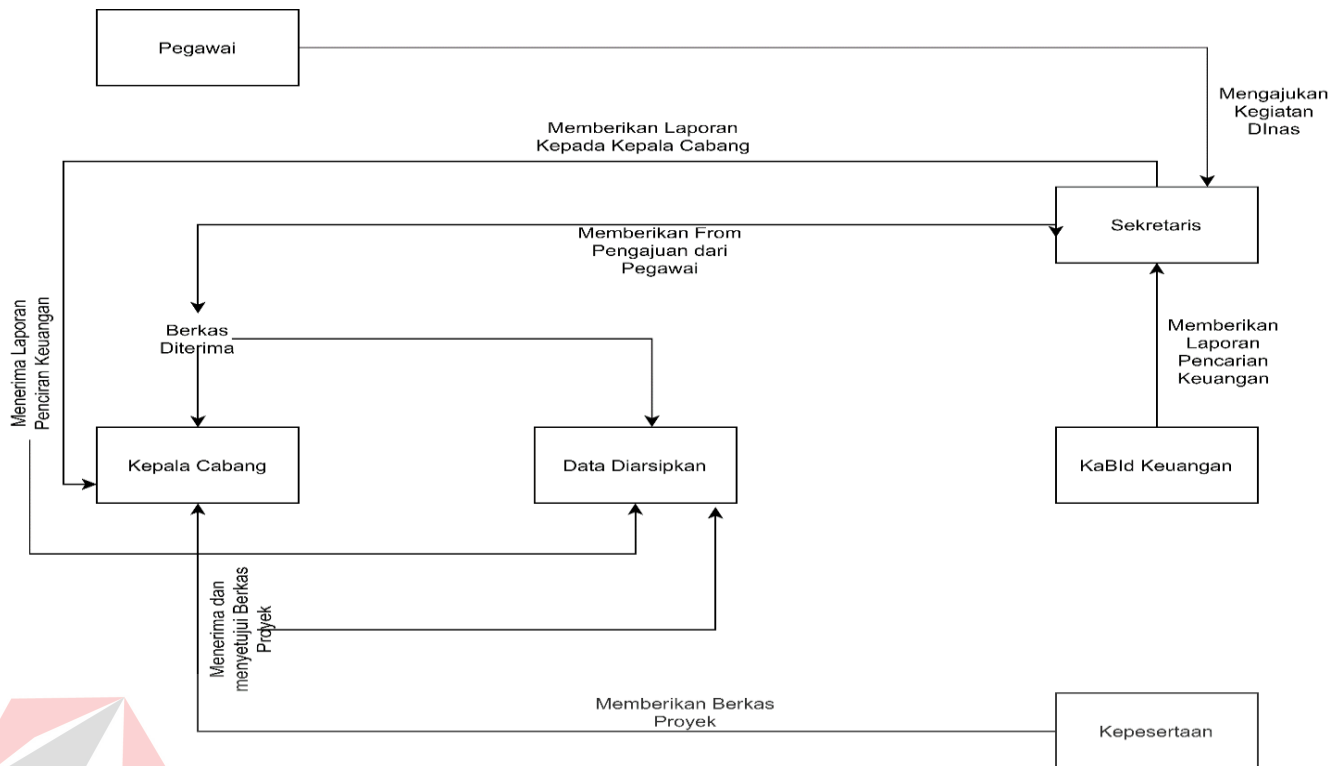 Pegawai
Mengajukan
Kegiatan
DInas
Memberikan Laporan
Kepada Kepala Cabang
Sekretaris
Memberikan From
Pengajuan dari
Pegawai
Menerima Laporan
Penciran Keuangan
Berkas
Diterima
Memberikan
Laporan
Pencarian
Keuangan
Kepala Cabang
Data Diarsipkan
KaBId Keuangan
Menerima dan
menyetujui Berkas
Proyek
Memberikan Berkas
Proyek
Kepesertaan